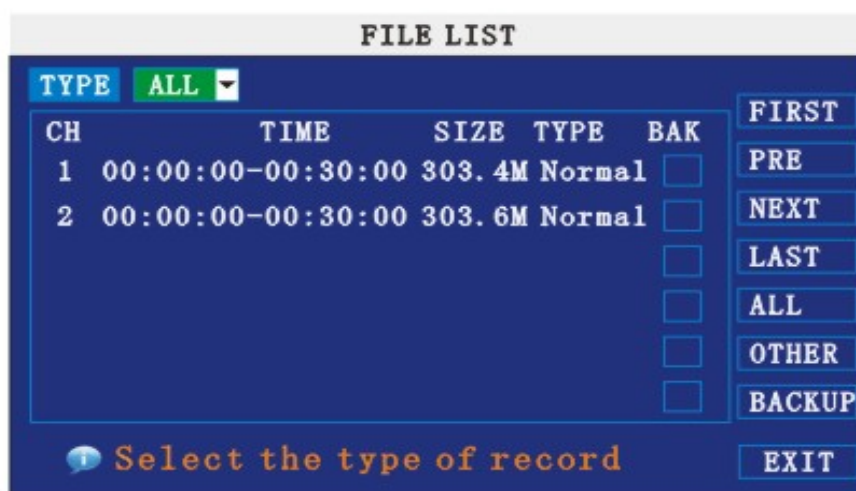 FILE LIST
TYPE ALL
CH TIME SIZE TYPE BAK
1 00:00:00-00:30:00 303.4M Normal
2 00:00:00-00:30:00 303.6M Normal
FIRST
PRE
NEXT
LAST
ALL
OTHER
BACKUP
Select the type of record
EXIT